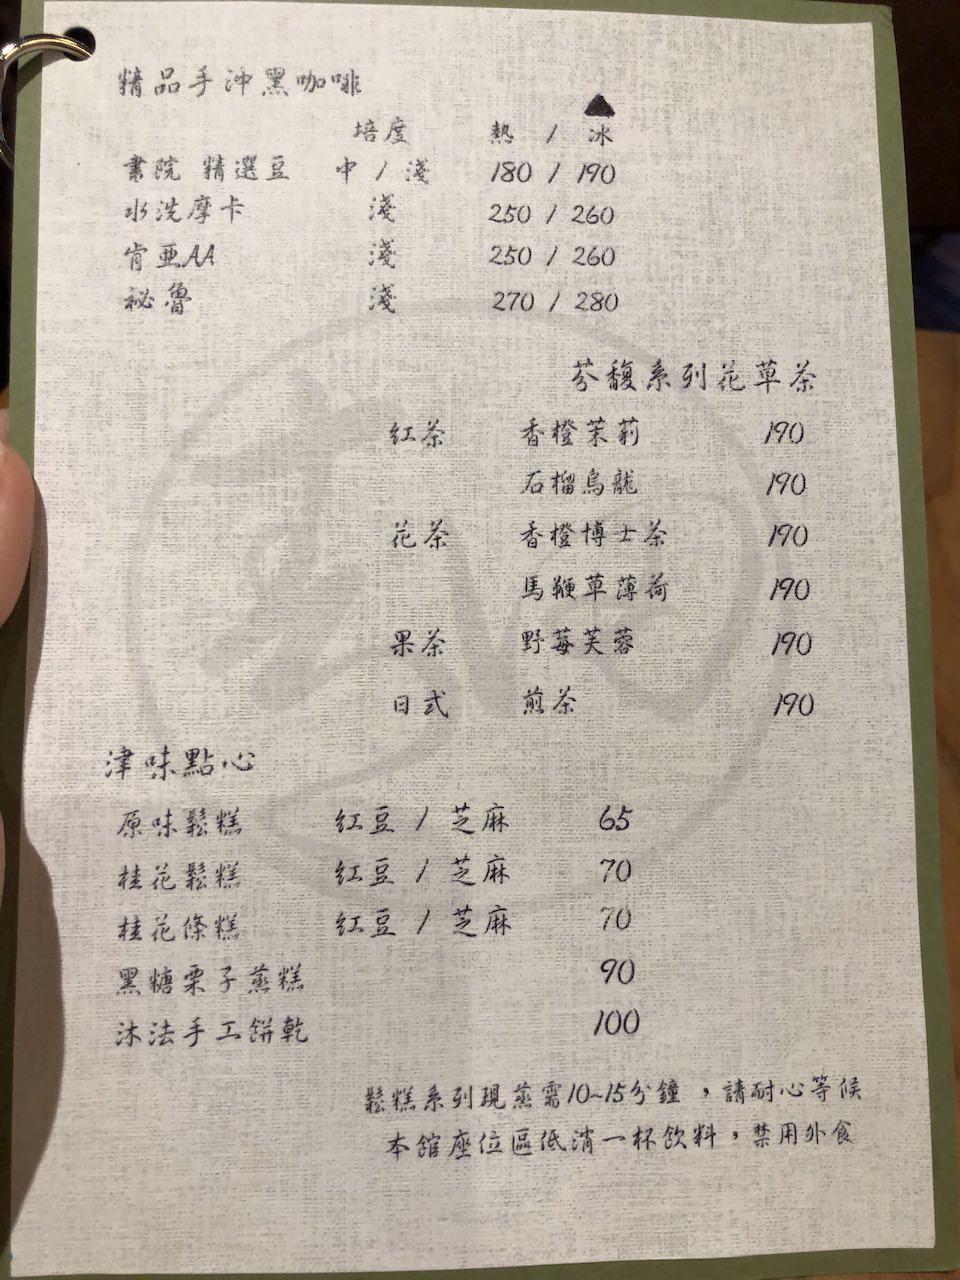 精品手沖黑咖啡
培度 熱 / 冰
書院 精選豆 中 / 淺 180 / 190
水洗摩卡 淺 250 / 260
肯亞AA 淺 250 / 260
祕魯 淺 270 / 280
芬馥系列花草茶
紅茶 香橙茉莉 190
石榴烏龍 190
花茶 香橙博士茶 190
馬鞭草薄荷 190
果茶 野莓芙蓉 190
日式 煎茶 190
津味點心
原味鬆糕 紅豆 / 芝麻 65
桂花鬆糕 紅豆 / 芝麻 70
桂花條糕 紅豆 / 芝麻 70
黑糖栗子蒸糕 90
沐法手工餅乾 100
鬆糕系列現蒸需10~15分鐘，請耐心等候
本館座位區低消一杯飲料，禁用外食